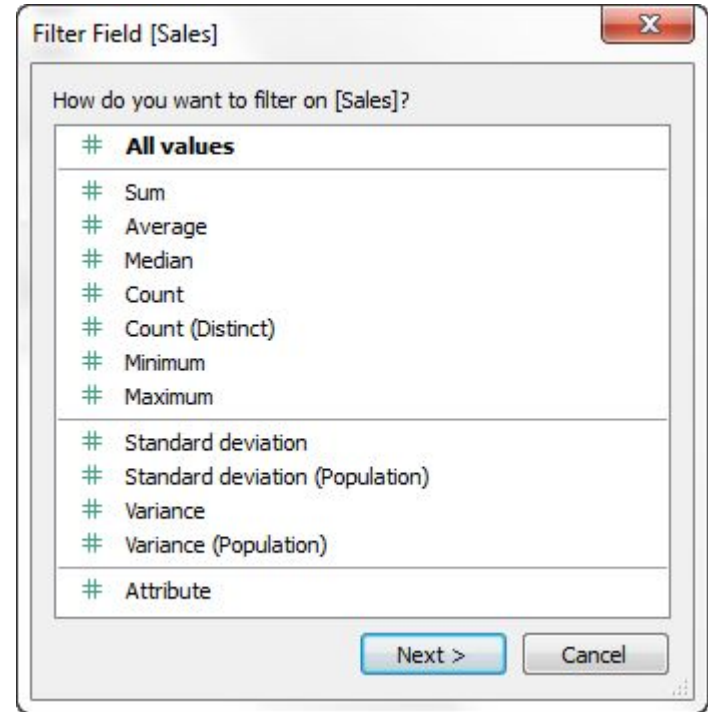 Filter Field [Sales]
How do you want to filter on [Sales]?
# All values
# Sum
# Average
# Median
# Count
# Count (Distinct)
# Minimum
# Maximum
# Standard deviation
# Standard deviation (Population)
# Variance
# Variance (Population)
# Attribute
Next > Cancel